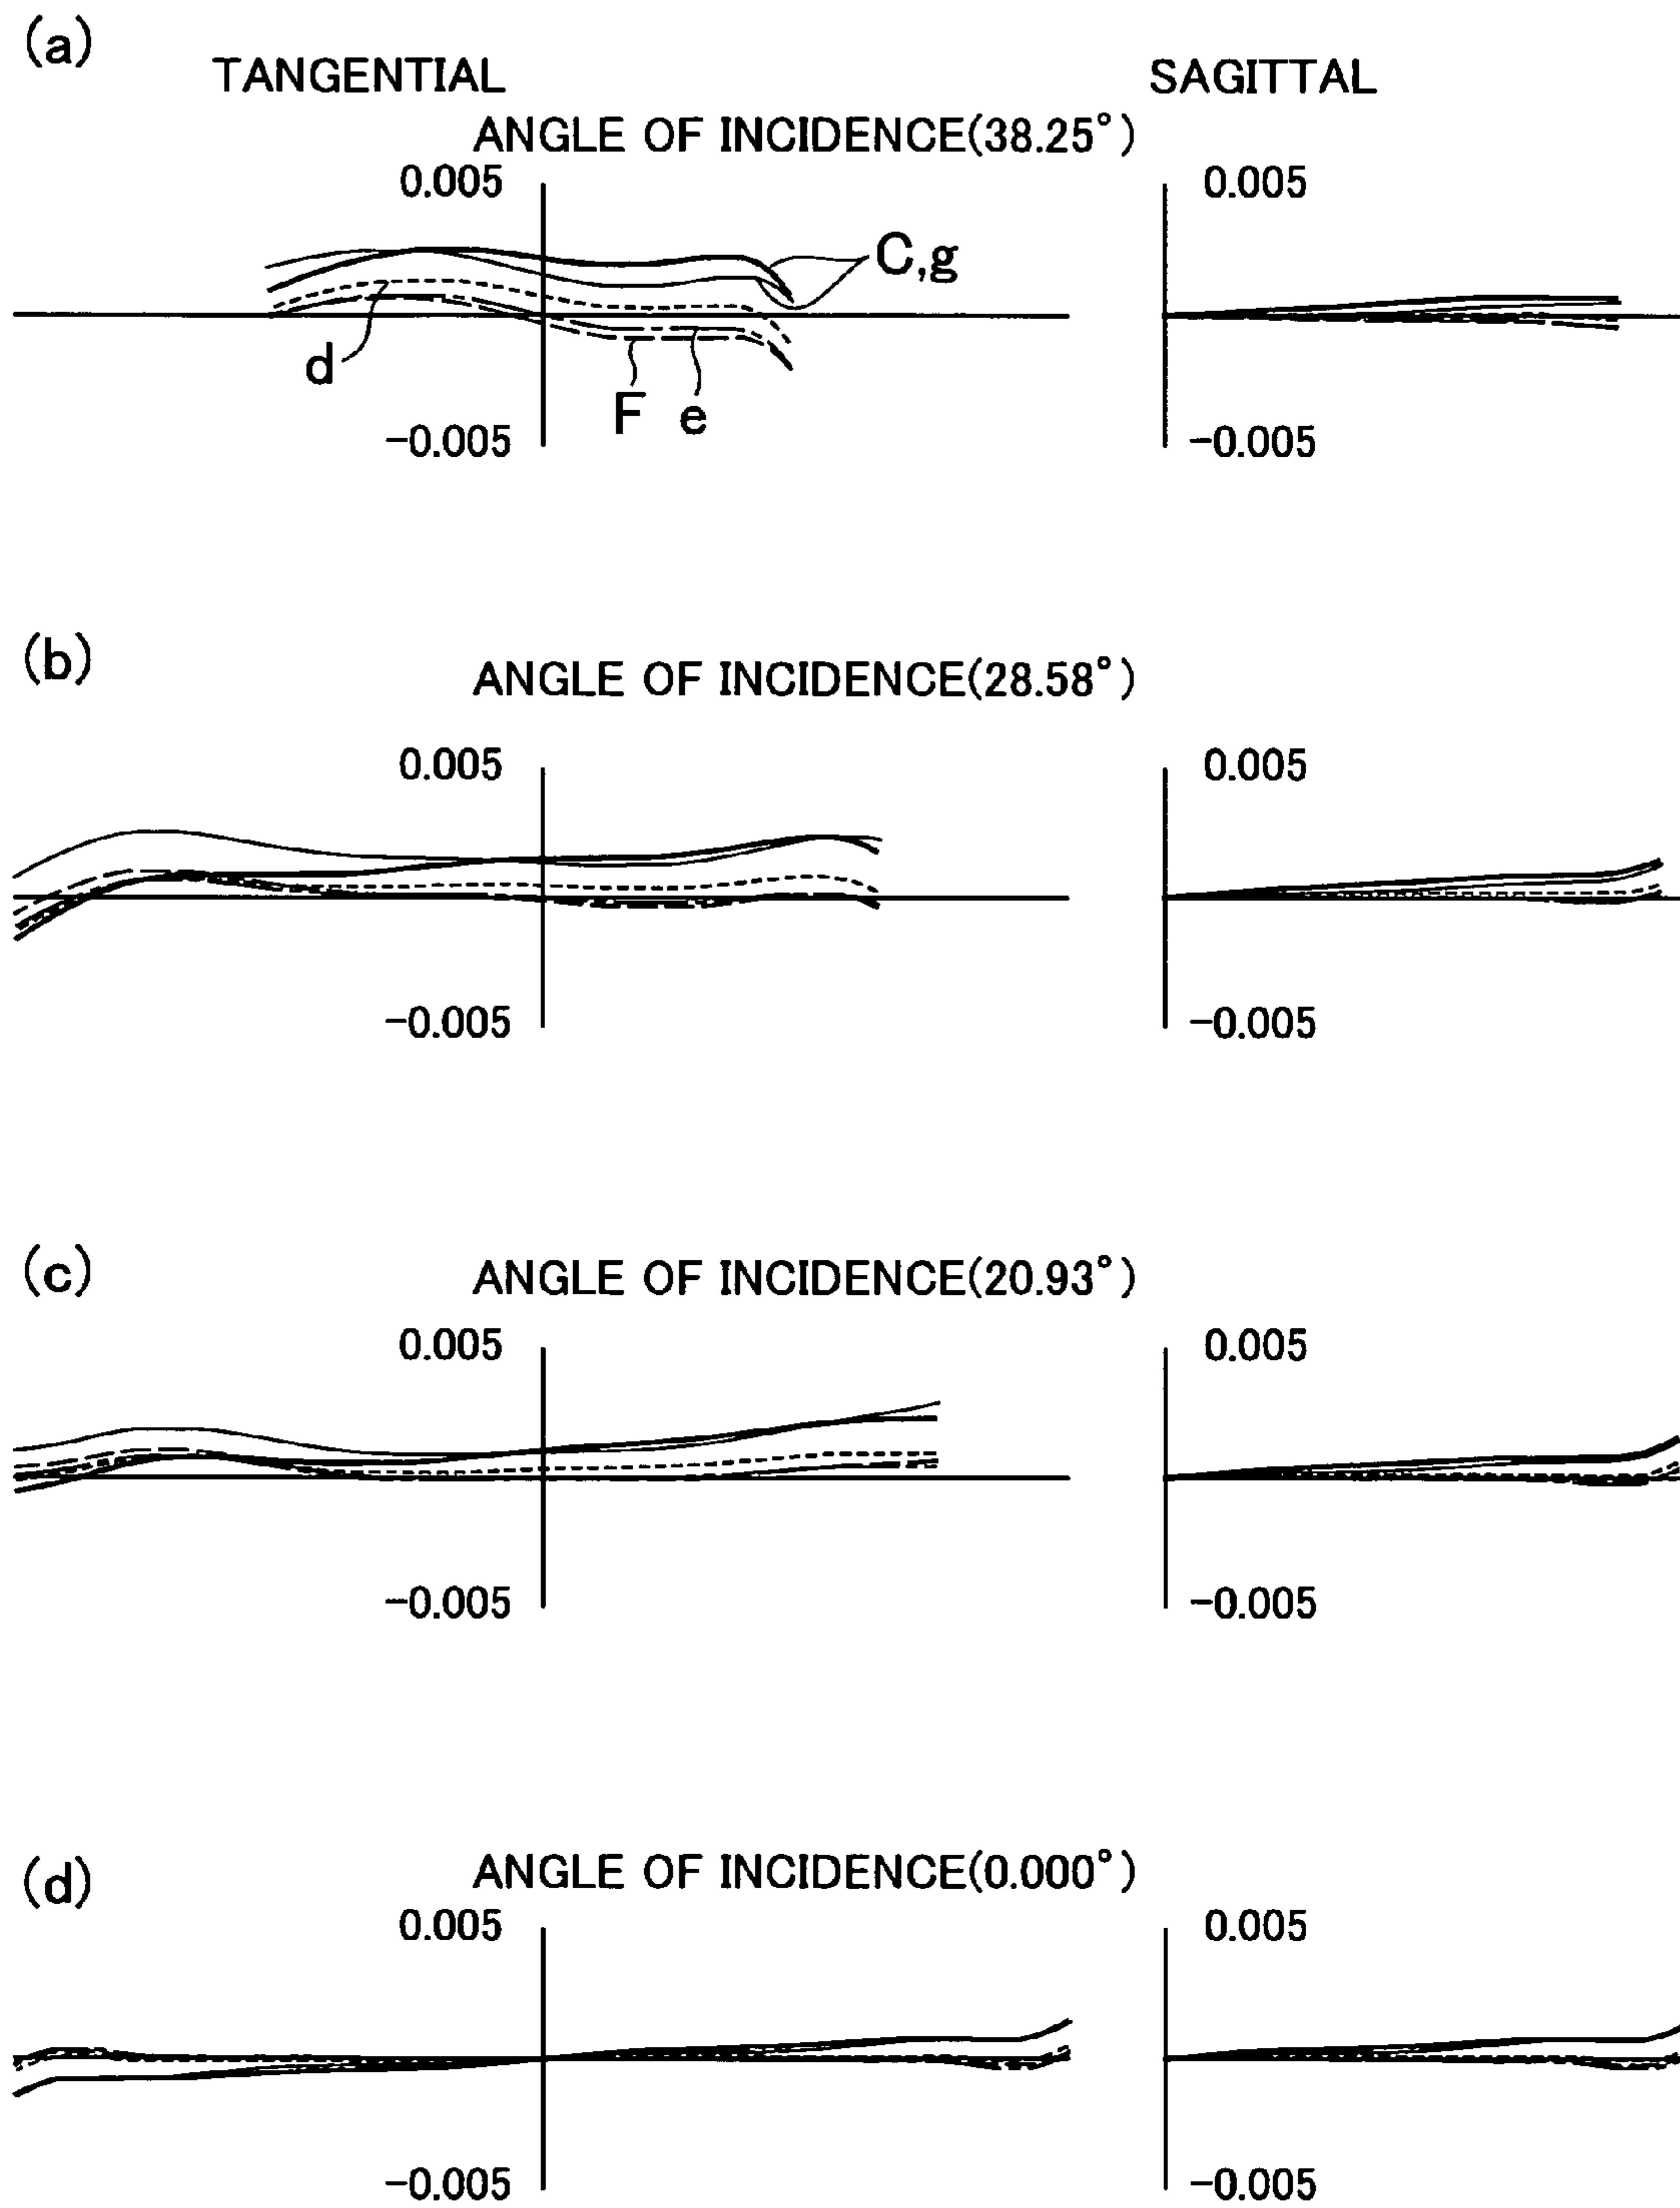 (a)
TANGENTIAL SAGITTAL
ANGLE OF INCIDENCE(38.25°)
0.005 0.005
C,g
d
F e
-0.005 -0.005
(b)
ANGLE OF INCIDENCE(28.58°)
0.005 0.005
-0.005 -0.005
(c)
ANGLE OF INCIDENCE(20.93°)
0.005 0.005
-0.005 -0.005
(d)
ANGLE OF INCIDENCE(0.000°)
0.005 0.005
-0.005 -0.005